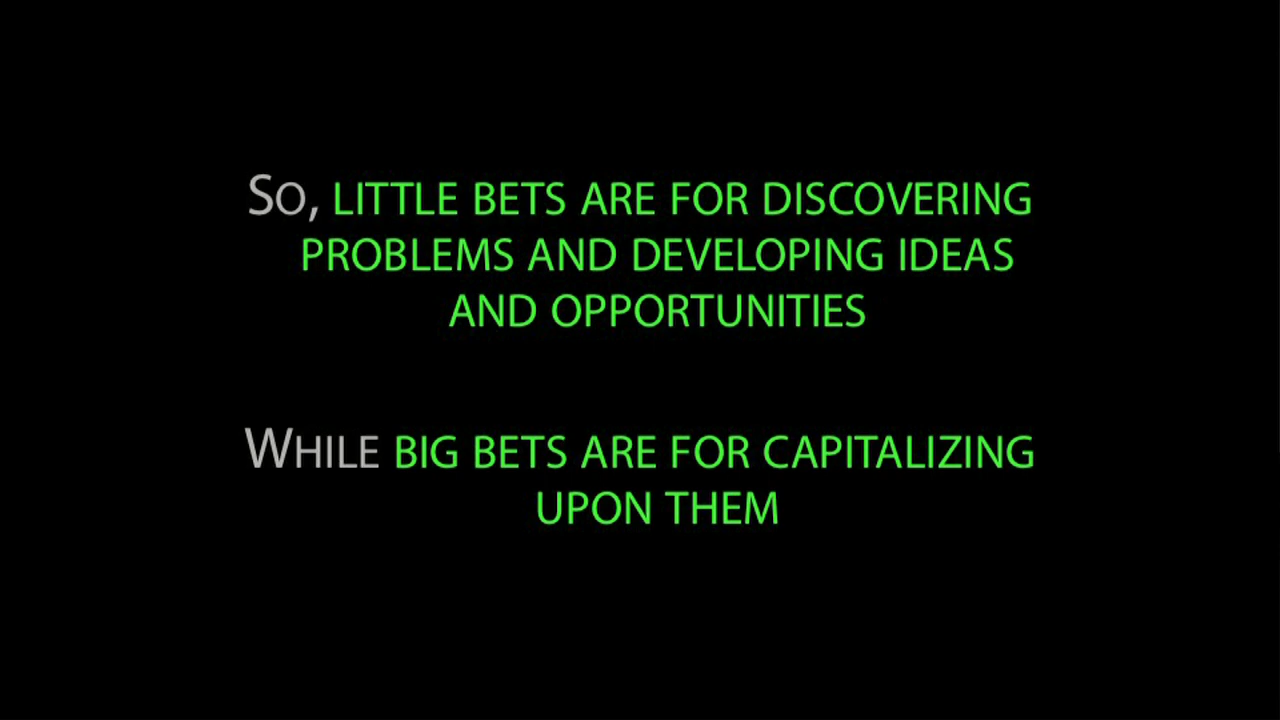 So, LITTLE BETS ARE FOR DISCOVERING
PROBLEMS AND DEVELOPING IDEAS
AND OPPORTUNITIES
WHILE BIG BETS ARE FOR CAPITALIZING
UPON THEM